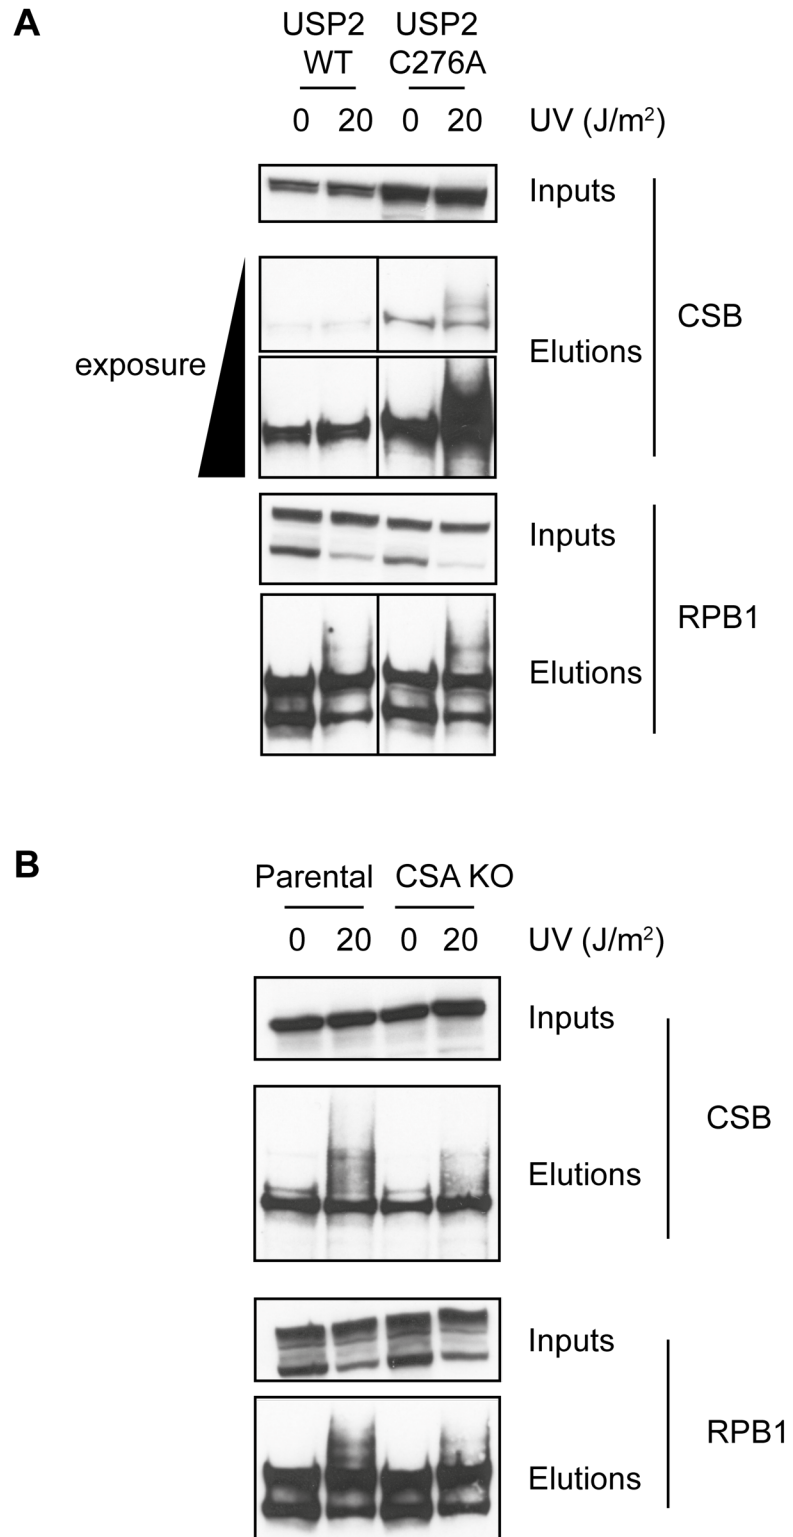 A
USP2 USP2
WT C276A
0 20 0 20 UV (J/m²)
Inputs
CSB
exposure
Elutions
Inputs
RPB1
Elutions
B
Parental CSA KO
0 20 0 20 UV (J/m²)
Inputs
CSB
Elutions
Inputs
RPB1
Elutions